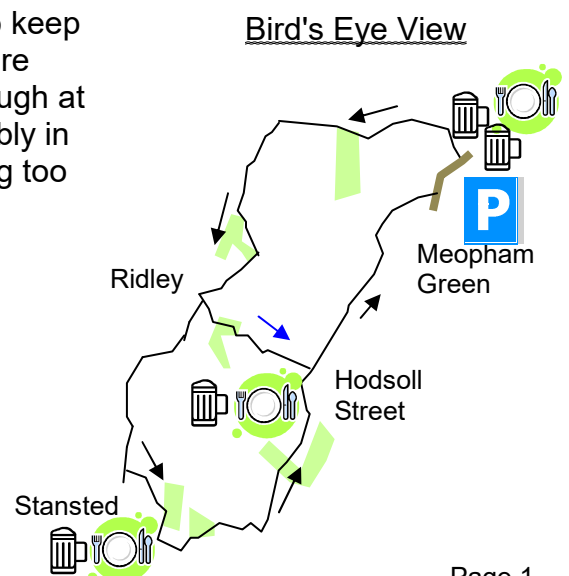 keep
re
ugh at
bly in
g too
Bird's Eye View
P
Meopham
Green
Ridley
Hodsoll
Street
Stansted
Page 1